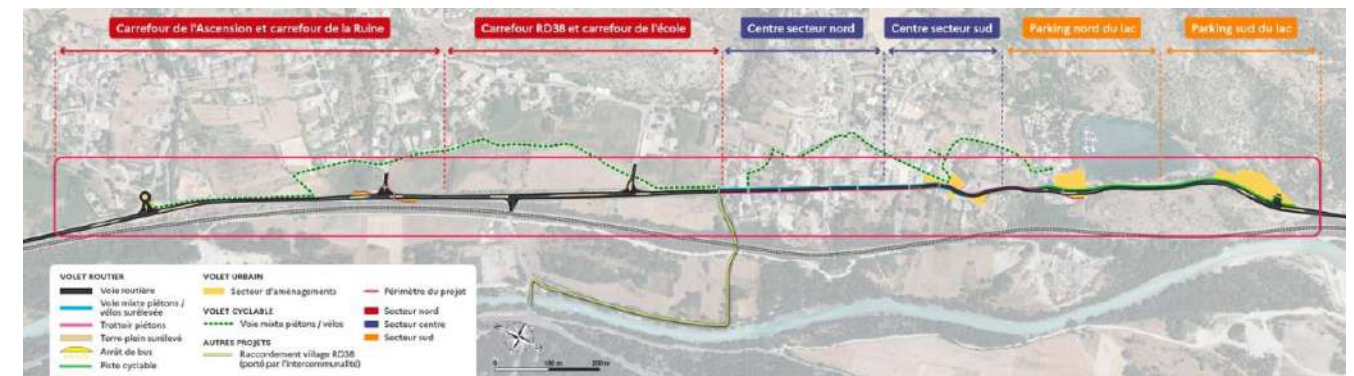 Carrefour de l'Ascension et carrefour de la Ruine
Carrefour RD38 et carrefour de l'école
Centre secteur nord
Centre secteur sud
Parking nord du lac
Parking sud du lac
VOLET ROUTIER
Voie routière
Voie mixte piétons /
vélos surélevée
Trottoir piétons
Terre-plein surélevé
Arrêt de bus
Piste cyclable
VOLET URBAIN
Secteur d'aménagements
VOLET CYCLABLE
Voie mixte piétons / vélos
AUTRES PROJETS
Raccordement village RD38
(porté par l'intercommunalité)
Périmètre du projet
Secteur nord
Secteur centre
Secteur sud
0 100 m 200 m